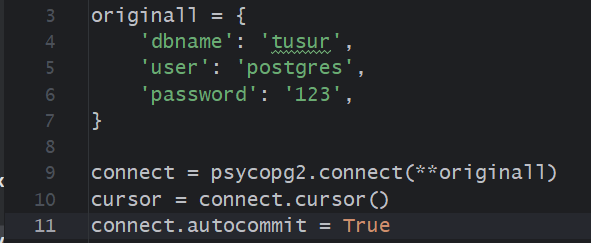 3 originall = {
4     'dbname': 'tusur',
5     'user': 'postgres',
6     'password': '123',
7 }
8
9 connect = psycopg2.connect(**originall)
10 cursor = connect.cursor()
11 connect.autocommit = True